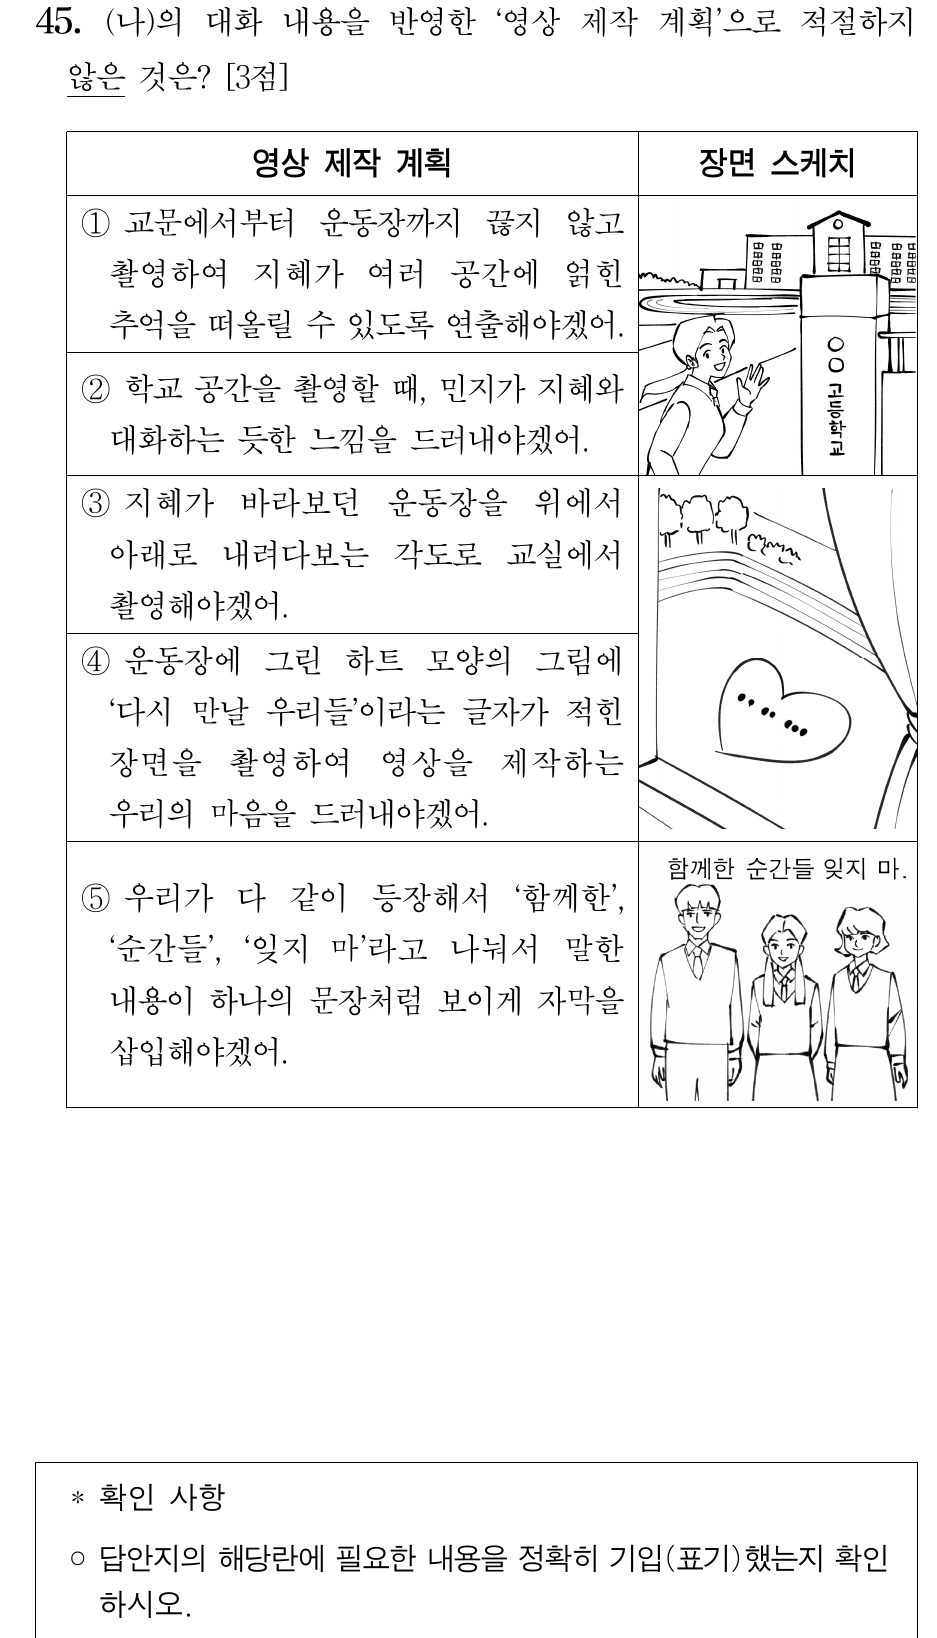 45. (나)의 대화 내용을 반영한 ‘영상 제작 계획’으로 적절하지
않은 것은? [3점]
영상 제작 계획
장면 스케치
① 교문에서부터 운동장까지 끊지 않고
촬영하여 지혜가 여러 공간에 얽힌
추억을 떠올릴 수 있도록 연출해야겠어.
② 학교 공간을 촬영할 때, 민지가 지혜와
대화하는 듯한 느낌을 드러내야겠어.
○○고등학교
③ 지혜가 바라보던 운동장을 위에서
아래로 내려다보는 각도로 교실에서
촬영해야겠어.
④ 운동장에 그린 하트 모양의 그림에
‘다시 만날 우리들’이라는 글자가 적힌
장면을 촬영하여 영상을 제작하는
우리의 마음을 드러내야겠어.
⑤ 우리가 다 같이 등장해서 ‘함께한’,
‘순간들’, ‘잊지 마’라고 나눠서 말한
내용이 하나의 문장처럼 보이게 자막을
삽입해야겠어.
함께한 순간들 잊지 마.
* 확인 사항
○ 답안지의 해당란에 필요한 내용을 정확히 기입(표기)했는지 확인
하시오.